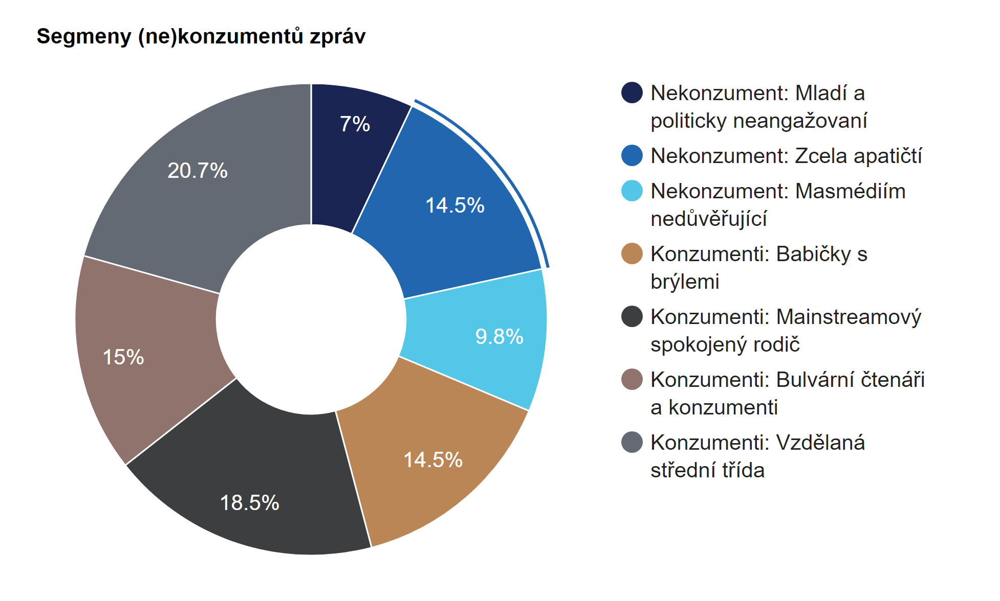 Segmeny (ne)konzumentů zpráv
7%
14.5%
9.8%
14.5%
18.5%
15%
20.7%
Nekonzument: Mladí a
politicky neangažovaní
Nekonzument: Zcela apatičtí
Nekonzument: Masmédiím
nedůvěřující
Konzumenti: Babičky s
brýlemi
Konzumenti: Mainstreamový
spokojený rodič
Konzumenti: Bulvární čtenáři
a konzumenti
Konzumenti: Vzdělaná
střední třída